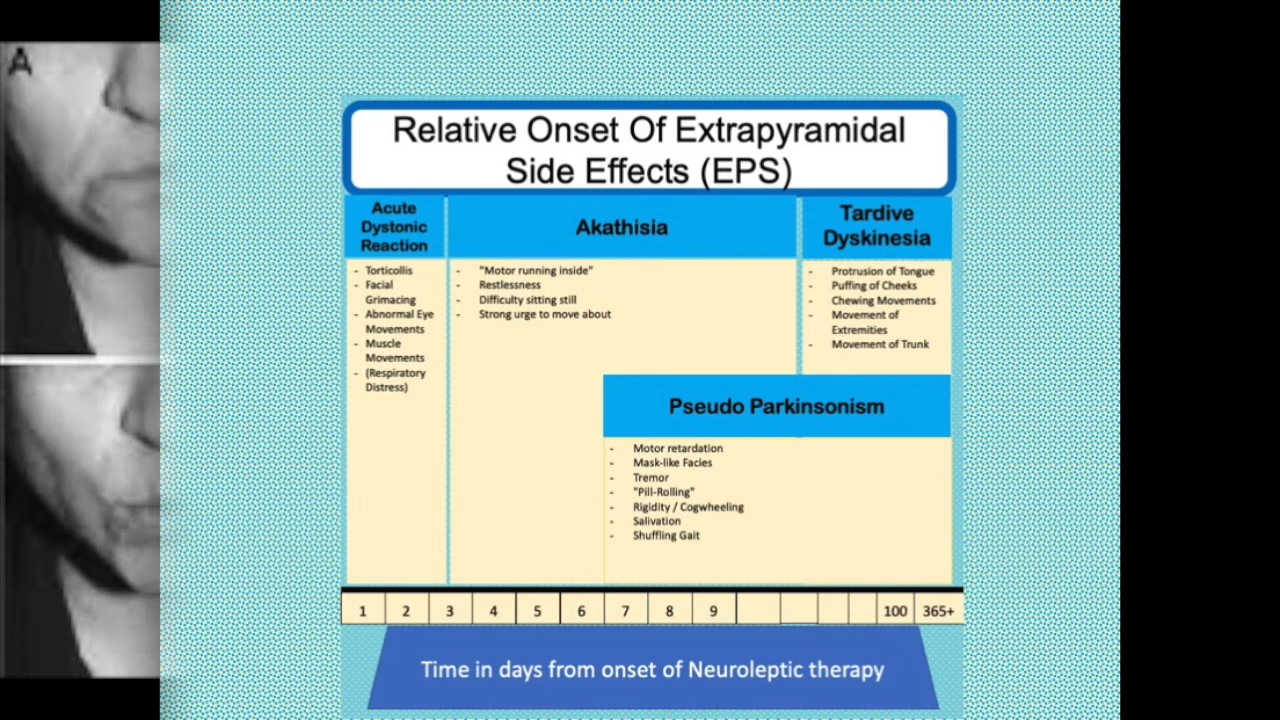 A
Relative Onset Of Extrapyramidal
Side Effects (EPS)
Acute
Dystonic
Reaction
- Torticollis
- Facial
Grimacing
- Abnormal Eye
Movements
- Muscle
Movements
- (Respiratory
Distress)
Akathisia
- "Motor running inside"
- Restlessness
- Difficulty sitting still
- Strong urge to move about
Tardive
Dyskinesia
- Protrusion of Tongue
- Puffing of Cheeks
- Chewing Movements
- Movement of
Extremities
- Movement of Trunk
Pseudo Parkinsonism
- Motor retardation
- Mask-like Facies
- Tremor
- "Pill-Rolling"
- Rigidity / Cogwheeling
- Salivation
- Shuffling Gait
1 2 3 4 5 6 7 8 9 100 365+
Time in days from onset of Neuroleptic therapy